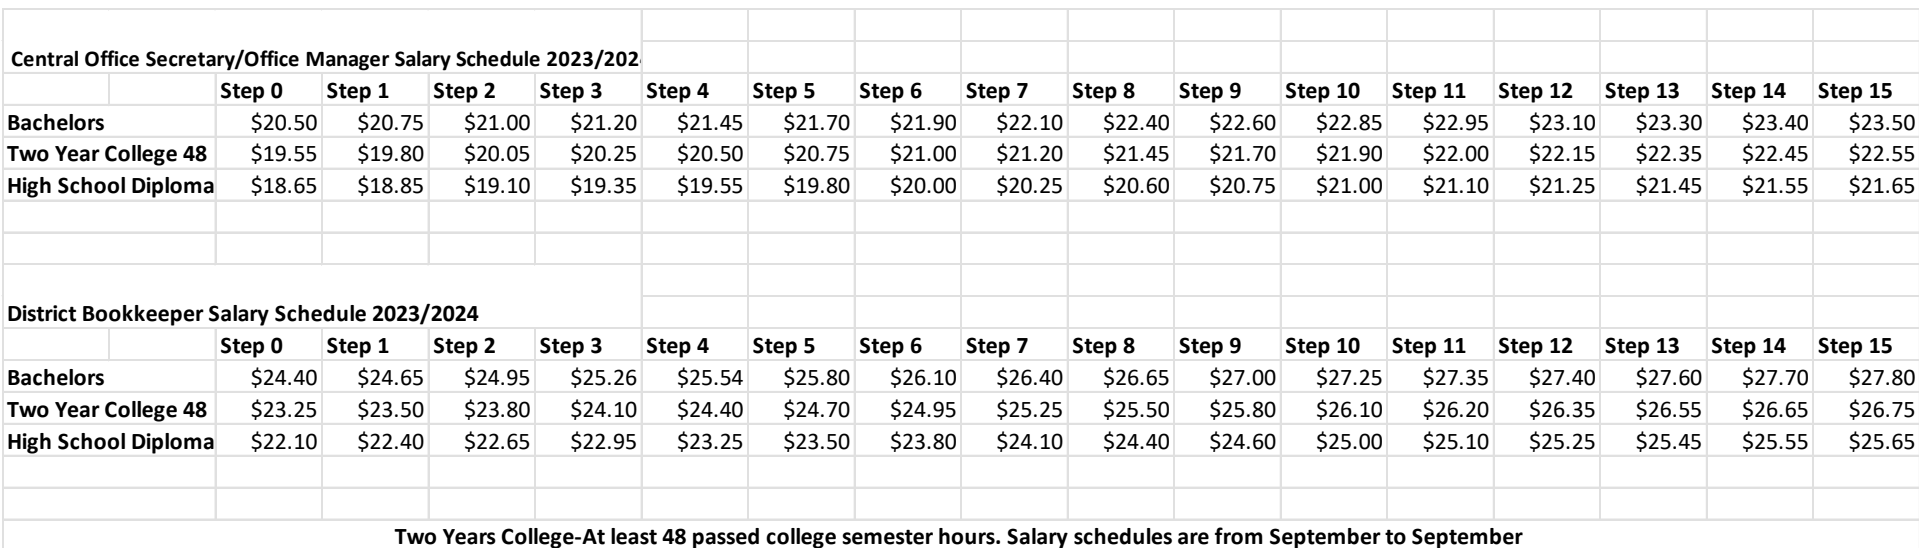 Central Office Secretary/Office Manager Salary Schedule 2023/202
Step 0 Step 1 Step 2 Step 3 Step 4 Step 5 Step 6 Step 7 Step 8 Step 9 Step 10 Step 11 Step 12 Step 13 Step 14 Step 15
Bachelors $20.50 $20.75 $21.00 $21.20 $21.45 $21.70 $21.90 $22.10 $22.40 $22.60 $22.85 $22.95 $23.10 $23.30 $23.40 $23.50
Two Year College 48 $19.55 $19.80 $20.05 $20.25 $20.50 $20.75 $21.00 $21.20 $21.45 $21.70 $21.90 $22.00 $22.15 $22.35 $22.45 $22.55
High School Diploma $18.65 $18.85 $19.10 $19.35 $19.55 $19.80 $20.00 $20.25 $20.60 $20.75 $21.00 $21.10 $21.25 $21.45 $21.55 $21.65
District Bookkeeper Salary Schedule 2023/2024
Step 0 Step 1 Step 2 Step 3 Step 4 Step 5 Step 6 Step 7 Step 8 Step 9 Step 10 Step 11 Step 12 Step 13 Step 14 Step 15
Bachelors $24.40 $24.65 $24.95 $25.26 $25.54 $25.80 $26.10 $26.40 $26.65 $27.00 $27.25 $27.35 $27.40 $27.60 $27.70 $27.80
Two Year College 48 $23.25 $23.50 $23.80 $24.10 $24.40 $24.70 $24.95 $25.25 $25.50 $25.80 $26.10 $26.20 $26.35 $26.55 $26.65 $26.75
High School Diploma $22.10 $22.40 $22.65 $22.95 $23.25 $23.50 $23.80 $24.10 $24.40 $24.60 $25.00 $25.10 $25.25 $25.45 $25.55 $25.65
Two Years College-At least 48 passed college semester hours. Salary schedules are from September to September